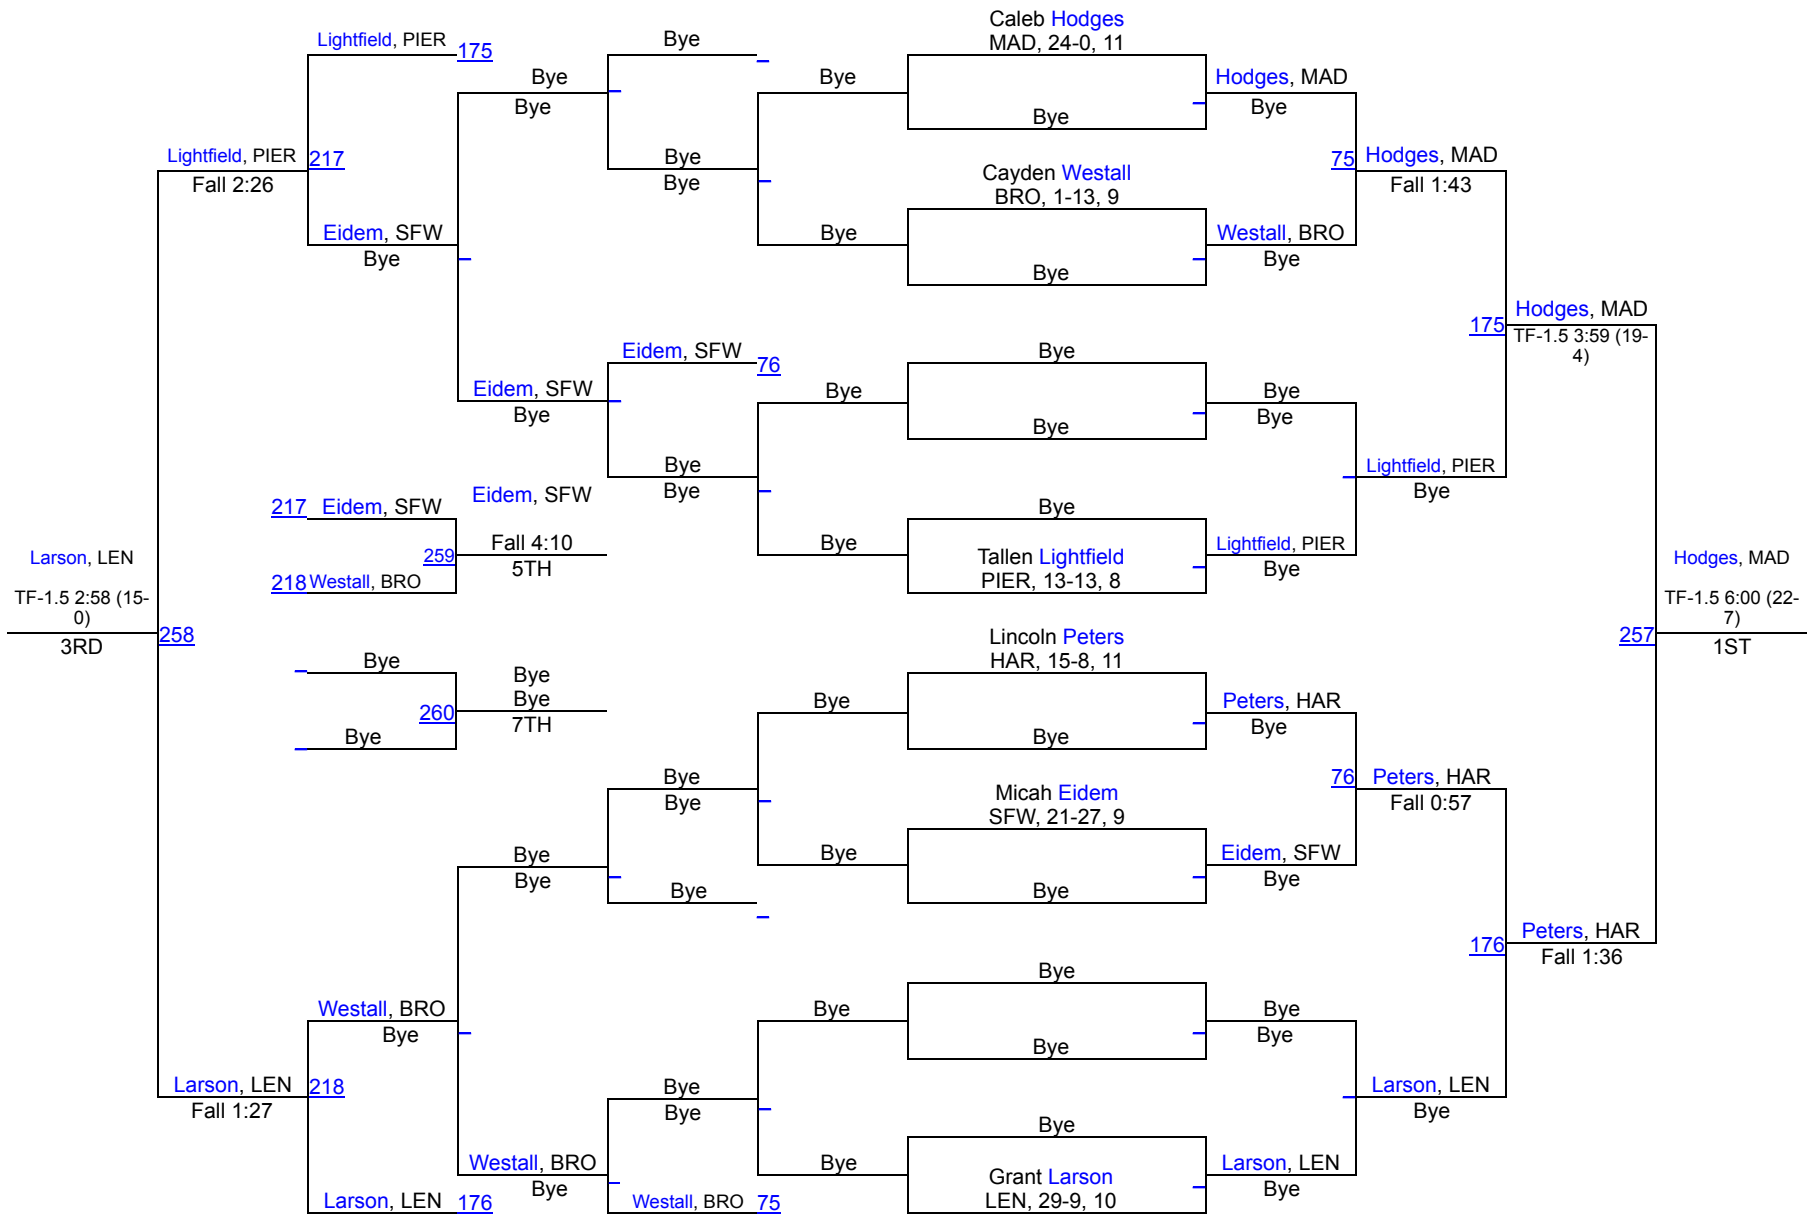 Caleb Hodges
MAD, 24-0, 11
Lightfield, PIER
175
Bye
Bye
Bye
Bye
Hodges, MAD
Bye
Bye
Lightfield, PIER
217
Fall 2:26
Bye
Bye
Cayden Westall
BRO, 1-13, 9
75
Hodges, MAD
Fall 1:43
Eidem, SFW
Bye
Bye
Westall, BRO
Bye
Bye
Hodges, MAD
175
TF-1.5 3:59 (19-
4)
Eidem, SFW
76
Bye
Eidem, SFW
Bye
Bye
Bye
Bye
Bye
Bye
Bye
Lightfield, PIER
Bye
217
Eidem, SFW
Eidem, SFW
Bye
Fall 4:10
259
5TH
Bye
Tallen Lightfield
PIER, 13-13, 8
Lightfield, PIER
Bye
218
Westall, BRO
Larson, LEN
TF-1.5 2:58 (15-
0)
258
3RD
Hodges, MAD
TF-1.5 6:00 (22-
7)
257
1ST
Lincoln Peters
HAR, 15-8, 11
Bye
Bye
Bye
260
7TH
Bye
Bye
Peters, HAR
Bye
Bye
Bye
Bye
Micah Eidem
SFW, 21-27, 9
76
Peters, HAR
Fall 0:57
Bye
Bye
Bye
Bye
Bye
Eidem, SFW
Bye
Peters, HAR
176
Fall 1:36
Bye
Westall, BRO
Bye
Bye
Bye
Bye
Bye
Larson, LEN
218
Fall 1:27
Bye
Bye
Larson, LEN
Bye
Bye
Westall, BRO
Bye
Bye
Grant Larson
LEN, 29-9, 10
Larson, LEN
Bye
Larson, LEN
176
Westall, BRO
75